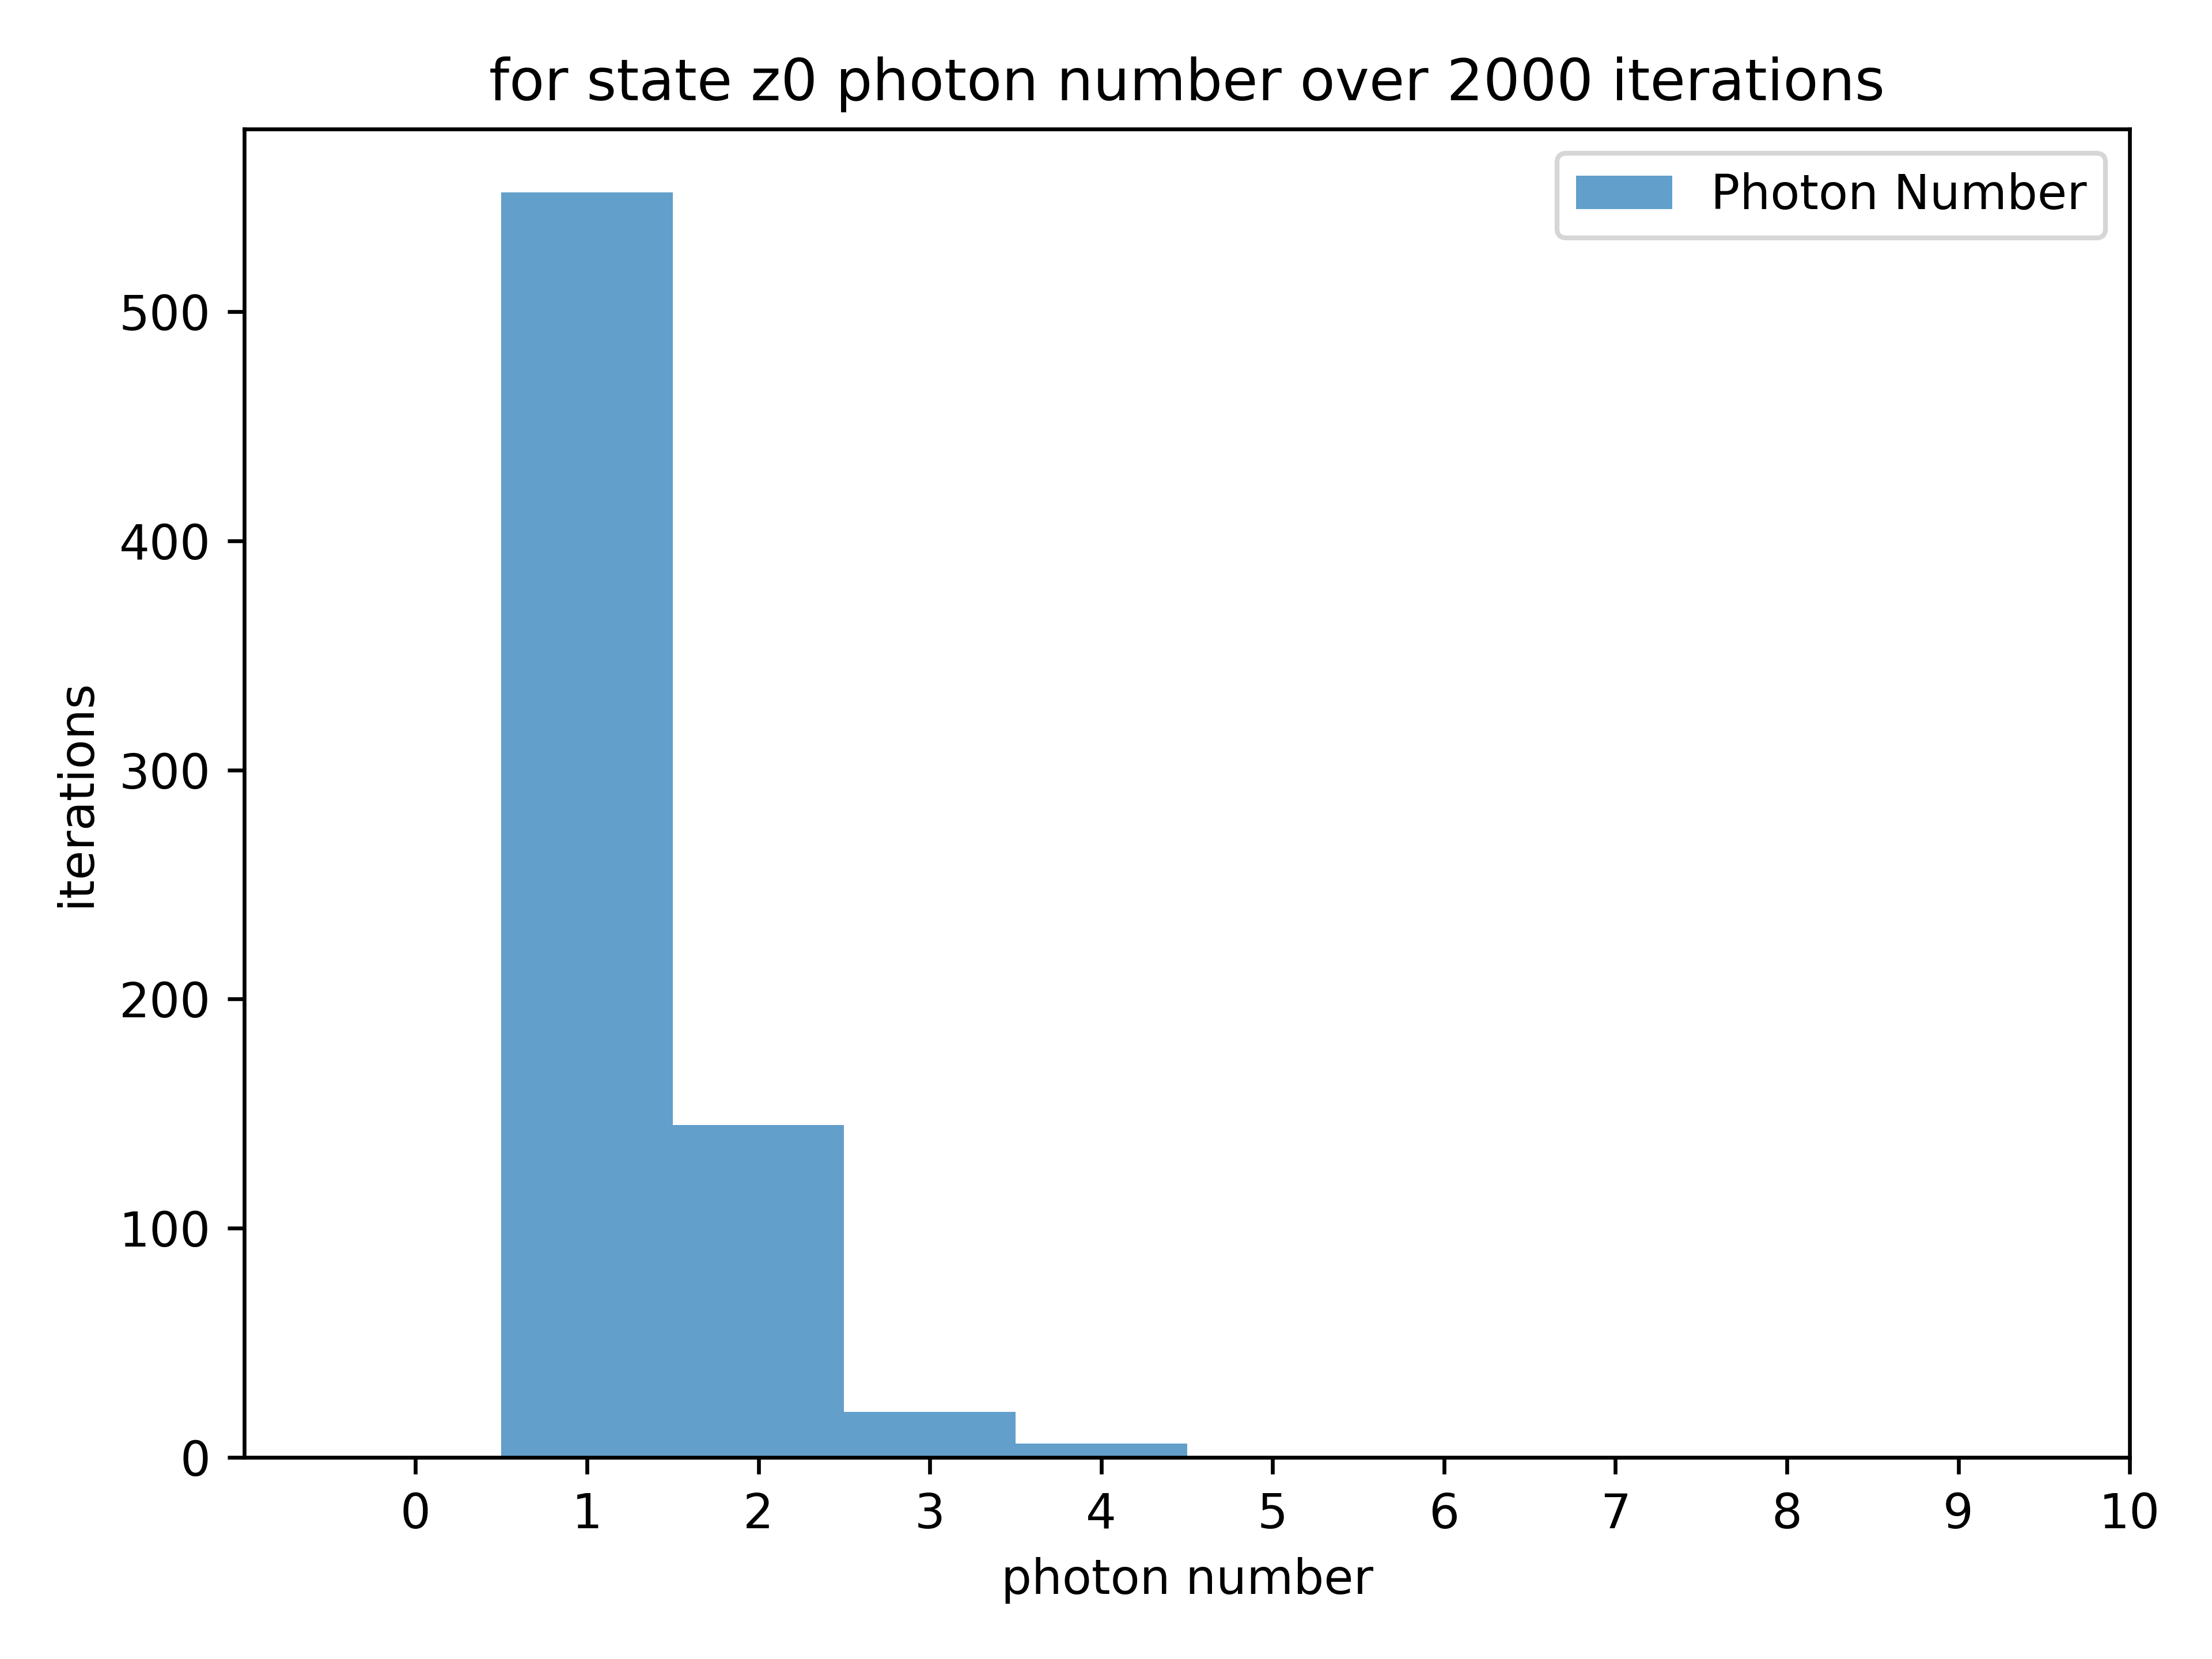 for state z0 photon number over 2000 iterations
Photon Number
500
400
300
200
100
0
iterations
0 1 2 3 4 5 6 7 8 9 10
photon number